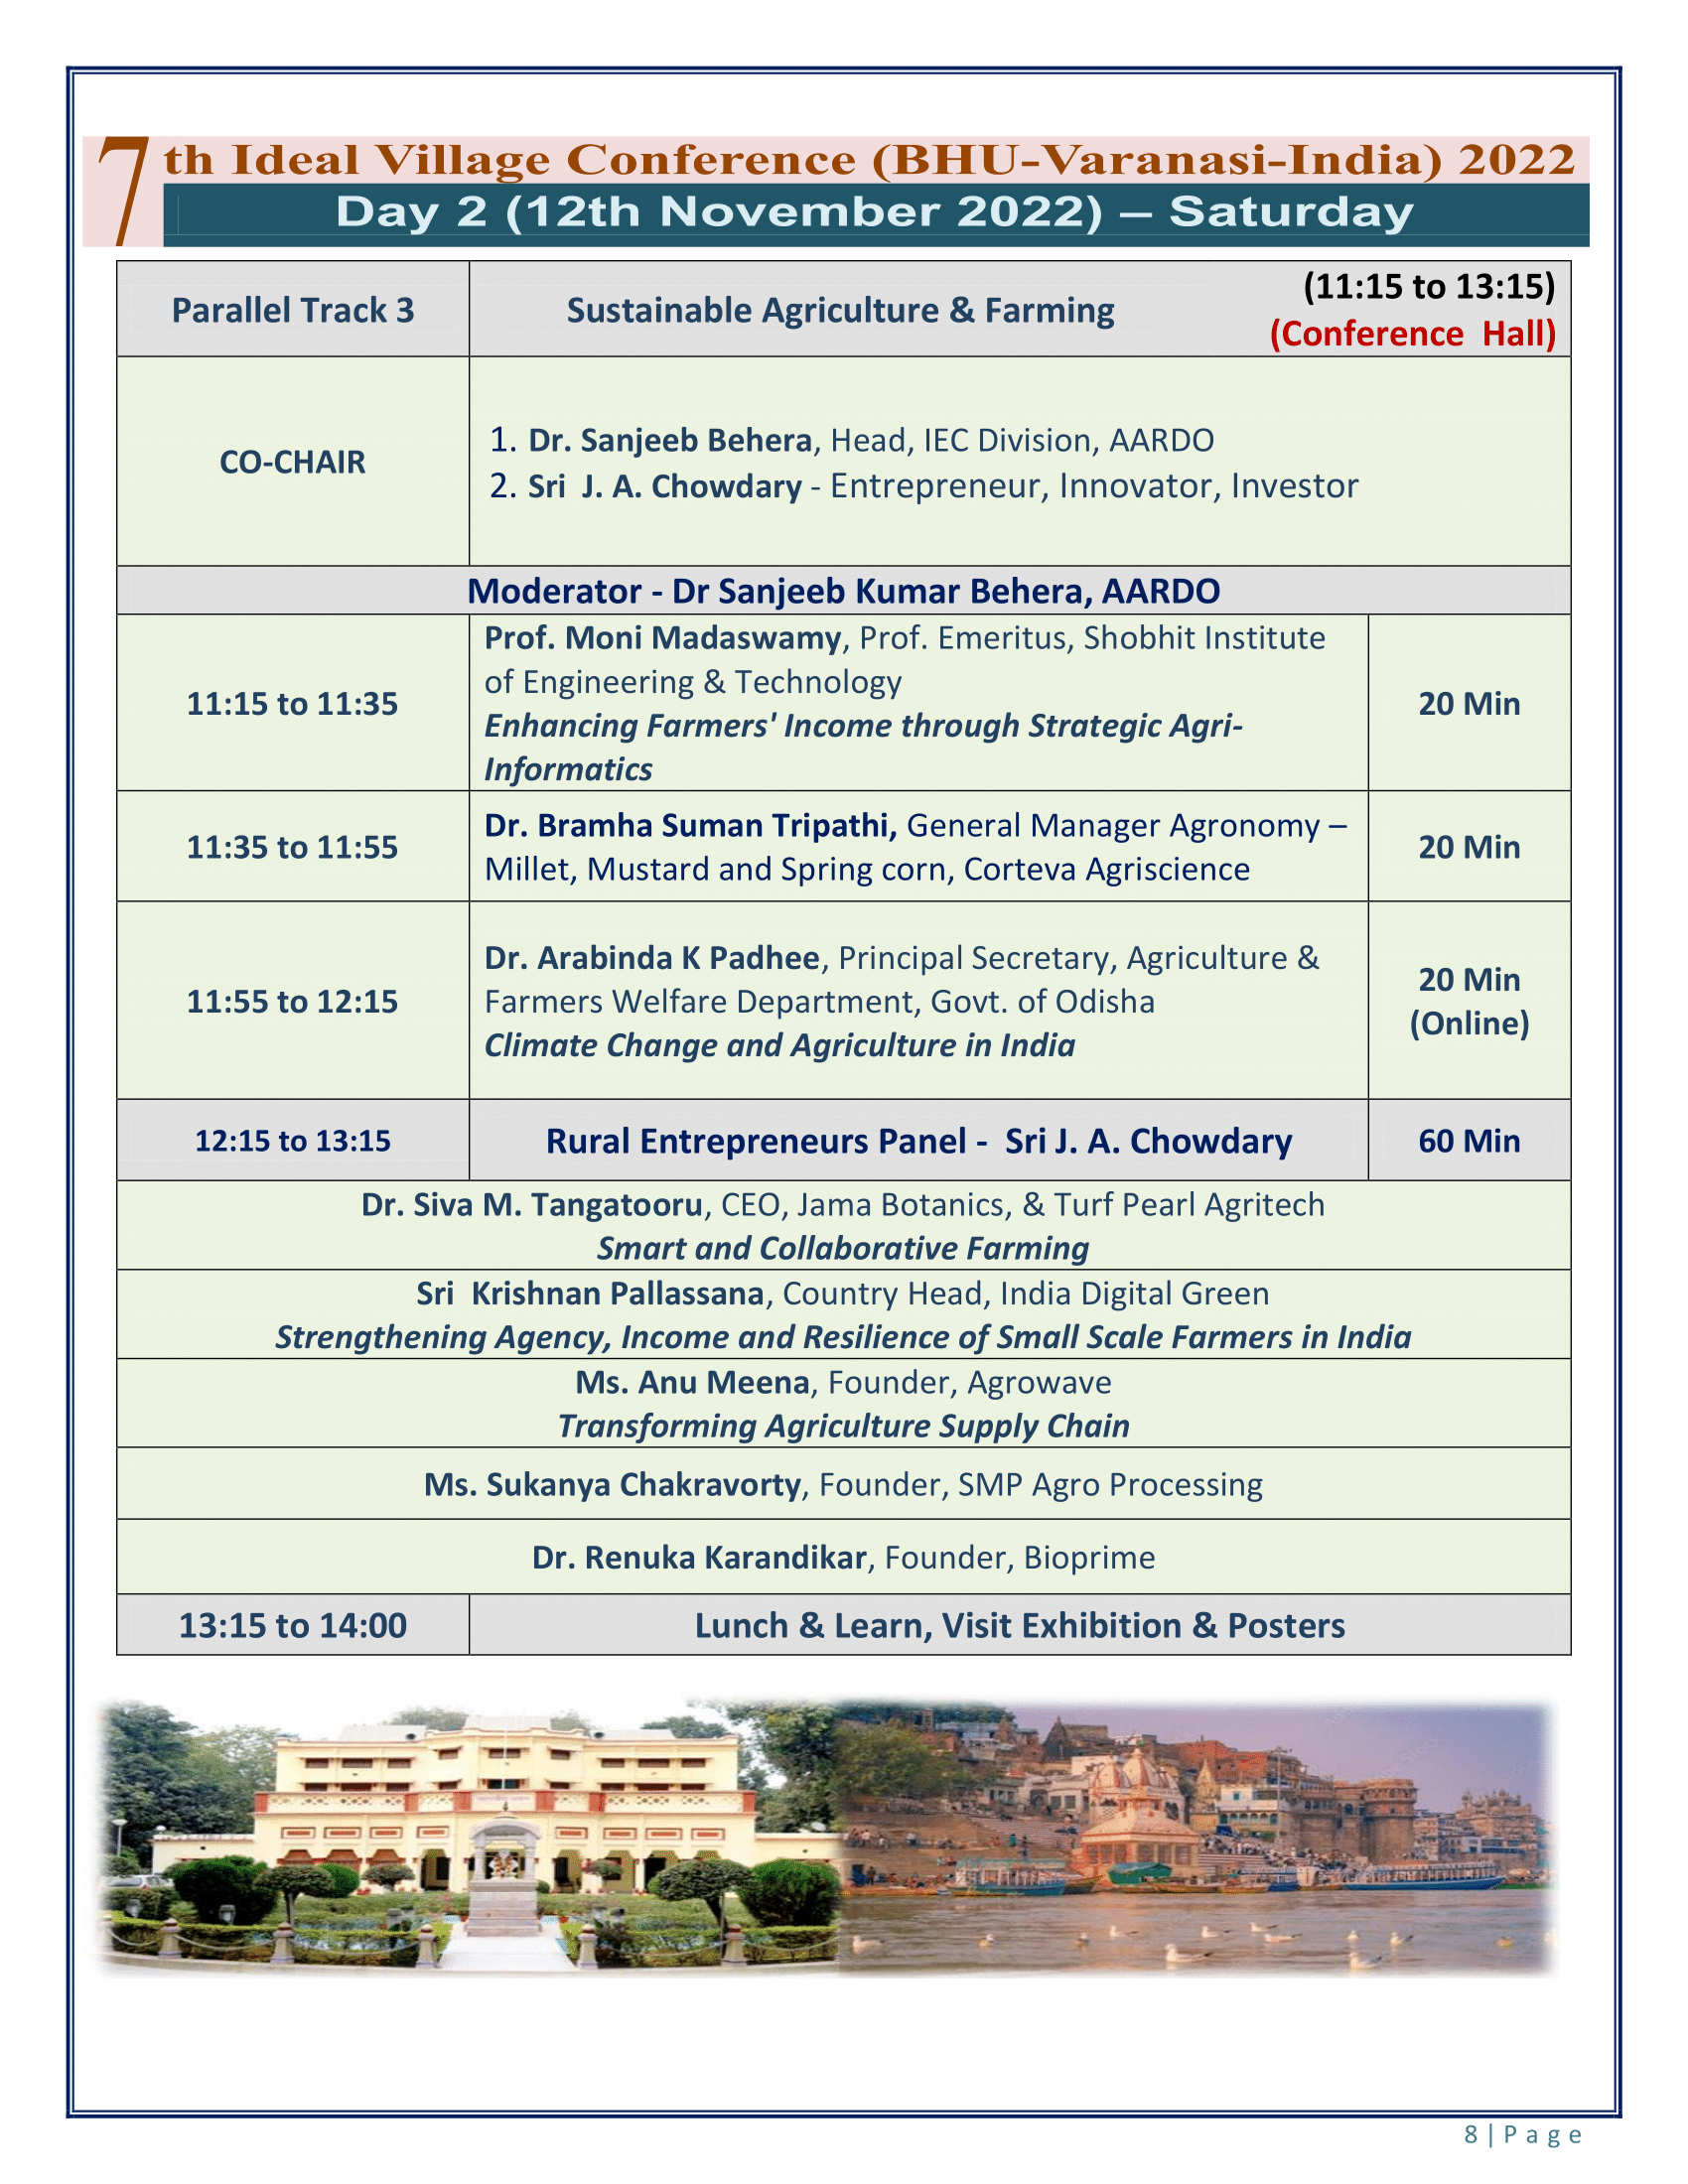 7th Ideal Village Conference (BHU-Varanasi-India) 2022
Day 2 (12th November 2022) – Saturday
Parallel Track 3
Sustainable Agriculture & Farming
(11:15 to 13:15)
(Conference  Hall)
CO-CHAIR
1. Dr. Sanjeeb Behera, Head, IEC Division, AARDO
2. Sri  J. A. Chowdary - Entrepreneur, Innovator, Investor
Moderator - Dr Sanjeeb Kumar Behera, AARDO
11:15 to 11:35
Prof. Moni Madaswamy, Prof. Emeritus, Shobhit Institute
of Engineering & Technology
Enhancing Farmers' Income through Strategic Agri-
Informatics
20 Min
11:35 to 11:55
Dr. Bramha Suman Tripathi, General Manager Agronomy –
Millet, Mustard and Spring corn, Corteva Agriscience
20 Min
11:55 to 12:15
Dr. Arabinda K Padhee, Principal Secretary, Agriculture &
Farmers Welfare Department, Govt. of Odisha
Climate Change and Agriculture in India
20 Min
(Online)
12:15 to 13:15
Rural Entrepreneurs Panel -  Sri J. A. Chowdary
60 Min
Dr. Siva M. Tangatooru, CEO, Jama Botanics, & Turf Pearl Agritech
Smart and Collaborative Farming
Sri  Krishnan Pallassana, Country Head, India Digital Green
Strengthening Agency, Income and Resilience of Small Scale Farmers in India
Ms. Anu Meena, Founder, Agrowave
Transforming Agriculture Supply Chain
Ms. Sukanya Chakravorty, Founder, SMP Agro Processing
Dr. Renuka Karandikar, Founder, Bioprime
13:15 to 14:00
Lunch & Learn, Visit Exhibition & Posters
8 | P a g e